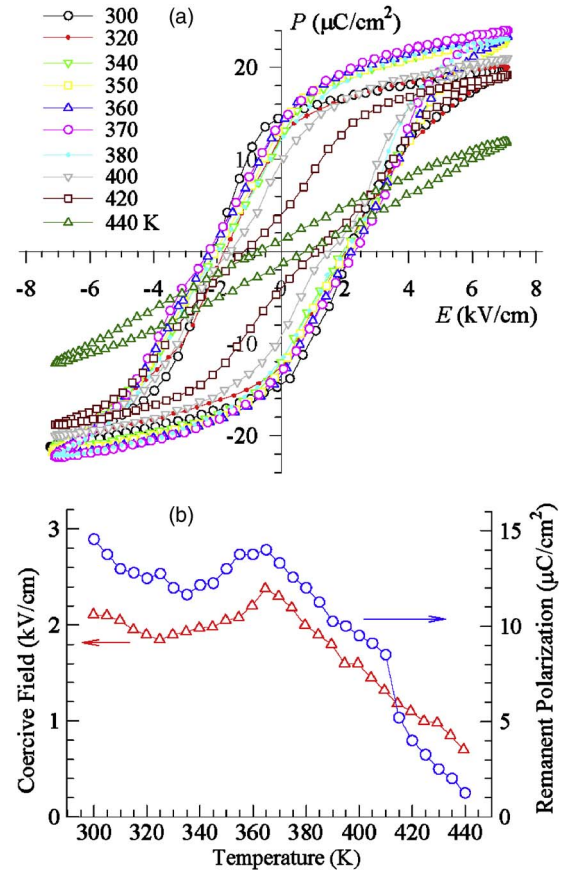 (a)
P (μC/cm²)
300
320
340
350
360
370
380
400
420
440 K
20
10
-8 -6 -4 -2 0 2 4 6 8
E (kV/cm)
-10
-20
(b)
3 15
2 10
1 5
0 0
Coercive Field (kV/cm)
Remanent Polarization (μC/cm²)
300 320 340 360 380 400 420 440
Temperature (K)